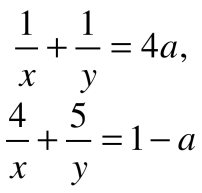 1/x + 1/y = 4a,
4/x + 5/y = 1 − a